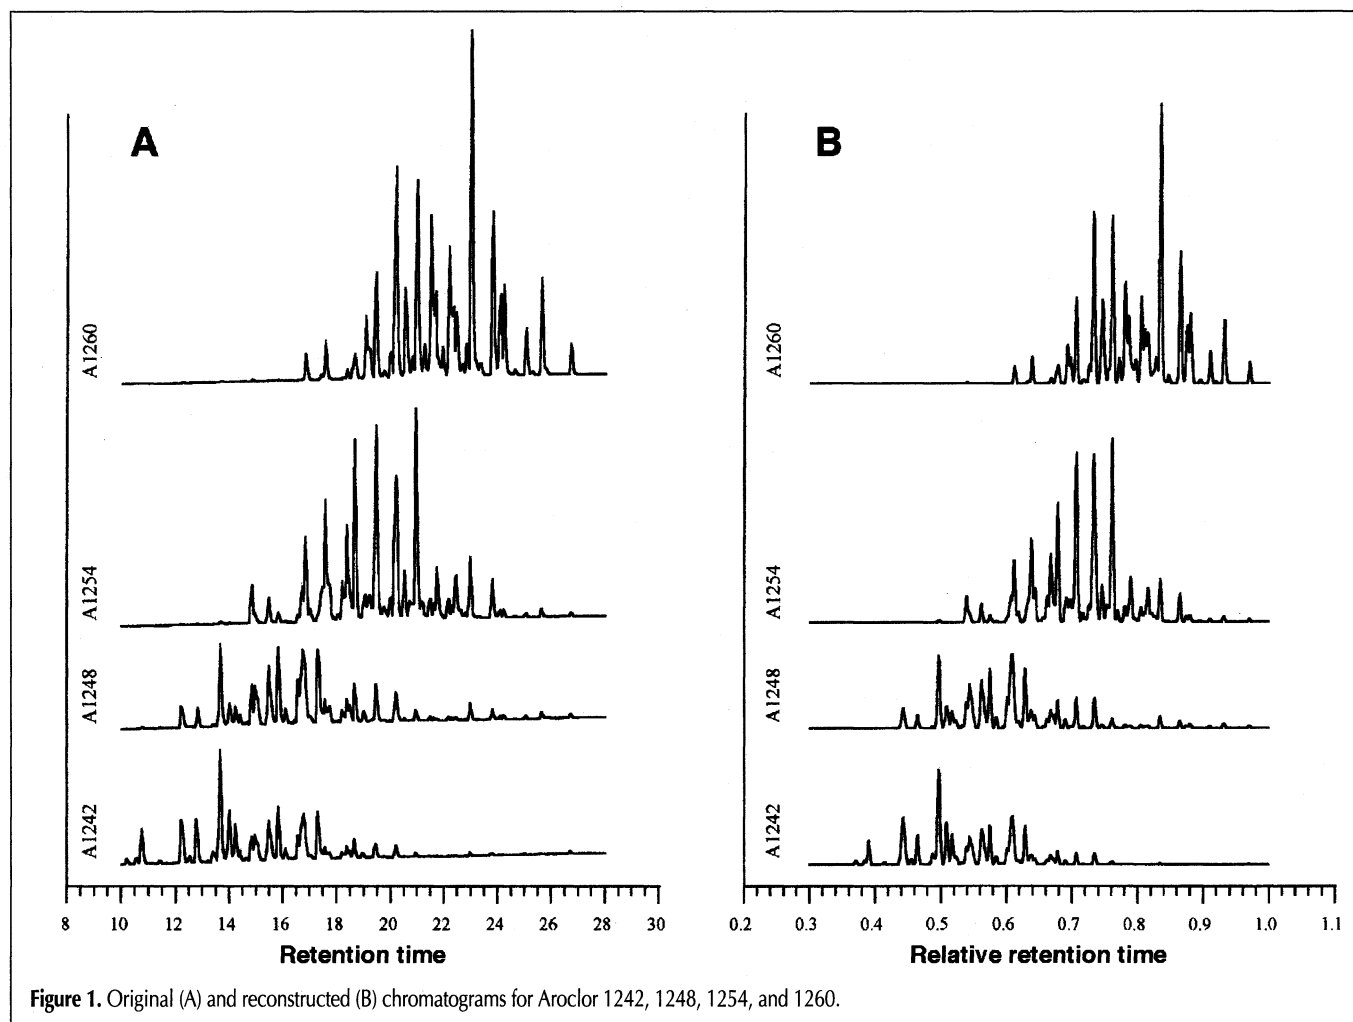 A
B
A1260
A1260
A1254
A1254
A1248
A1248
A1242
A1242
8 10 12 14 16 18 20 22 24 26 28 30
0.2 0.3 0.4 0.5 0.6 0.7 0.8 0.9 1.0 1.1
Retention time
Relative retention time
Figure 1. Original (A) and reconstructed (B) chromatograms for Aroclor 1242, 1248, 1254, and 1260.